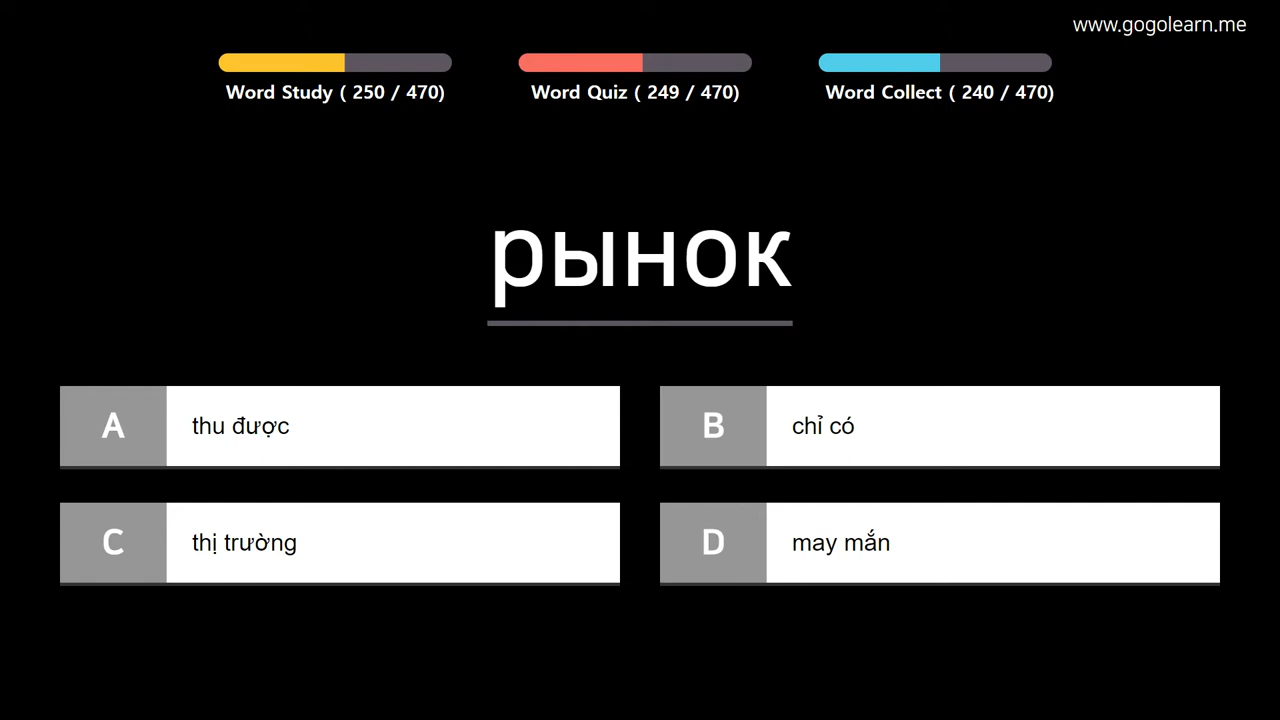 www.gogolearn.me
Word Study ( 250 / 470)
Word Quiz ( 249 / 470)
Word Collect ( 240 / 470)
рынок
A thu được
B chỉ có
C thị trường
D may mắn